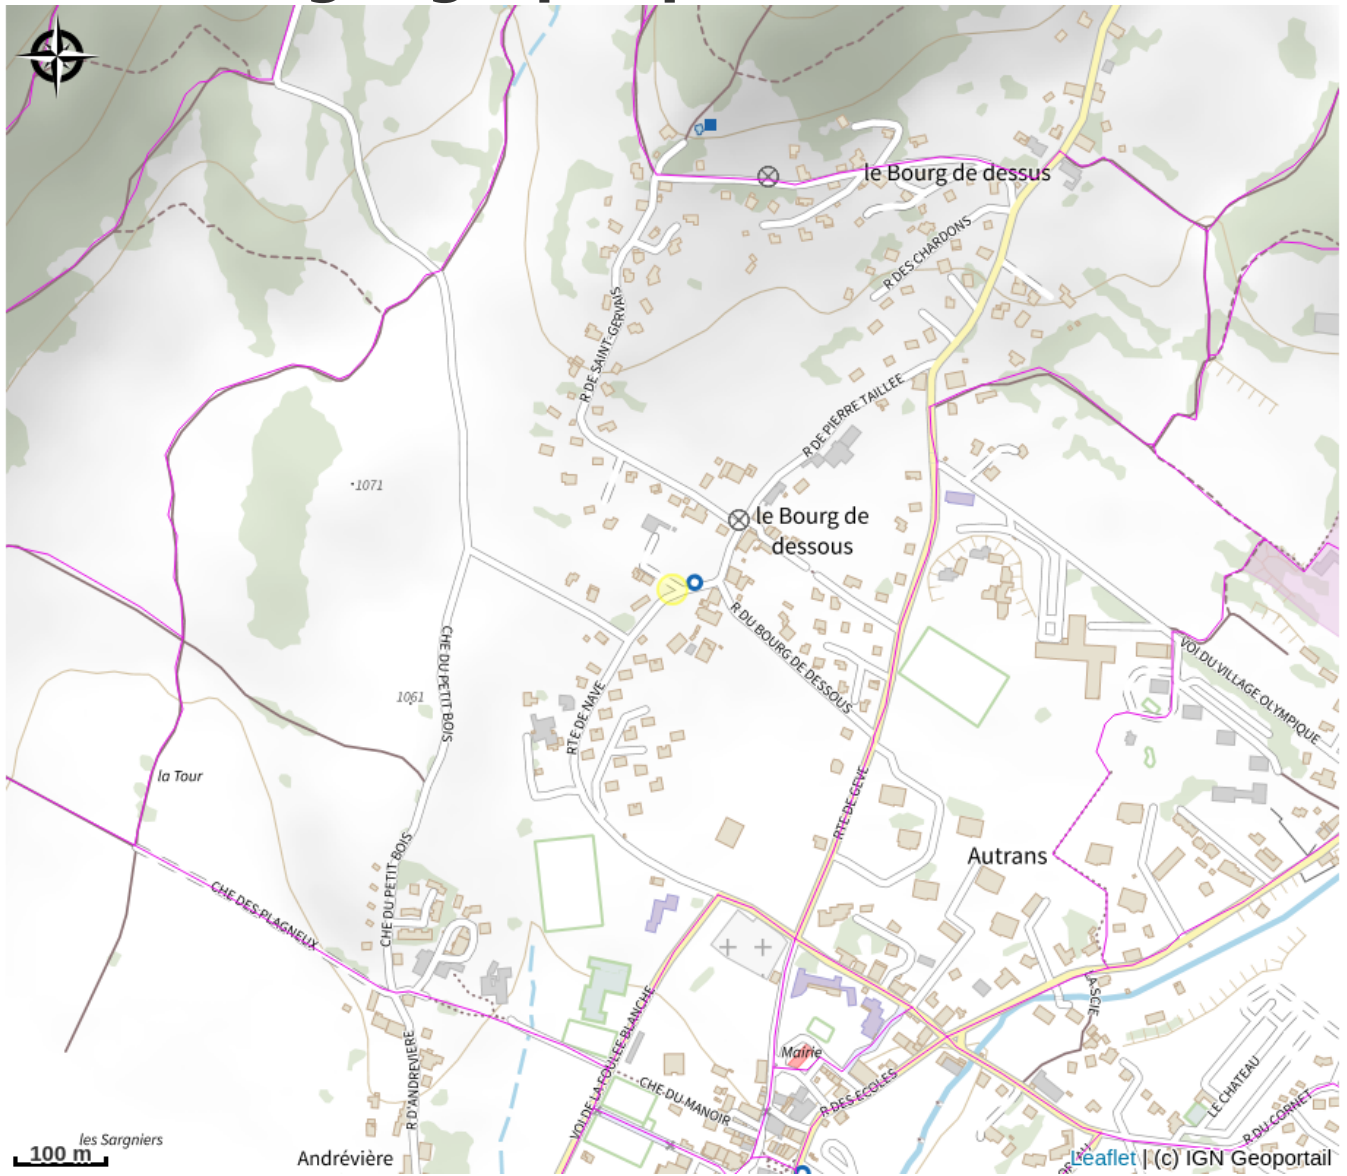 le Bourg de dessus
R DES CHARDONS
R DE SAINT-GERVAIS
R DE PIERRE TAILLEE
1071
le Bourg de
dessous
R DU BOURG DE DESSOUS
CHE DU PETIT BOIS
VOI DU VILLAGE OLYMPIQUE
1061
RTE DE NAVE
la Tour
RTE DE GEVE
Autrans
CHE DU PETIT BOIS
CHE DES PLAGNEUX
LA SCIE
VOI DE LA FOULEE BLANCHE
Mairie
R D'ANDREVIERE
CHE DU MANOIR
R DES ECOLES
LE CHATEAU
R DU CORNET
les Sargniers
100 m
Andrévière
Leaflet | (c) IGN Geoportail